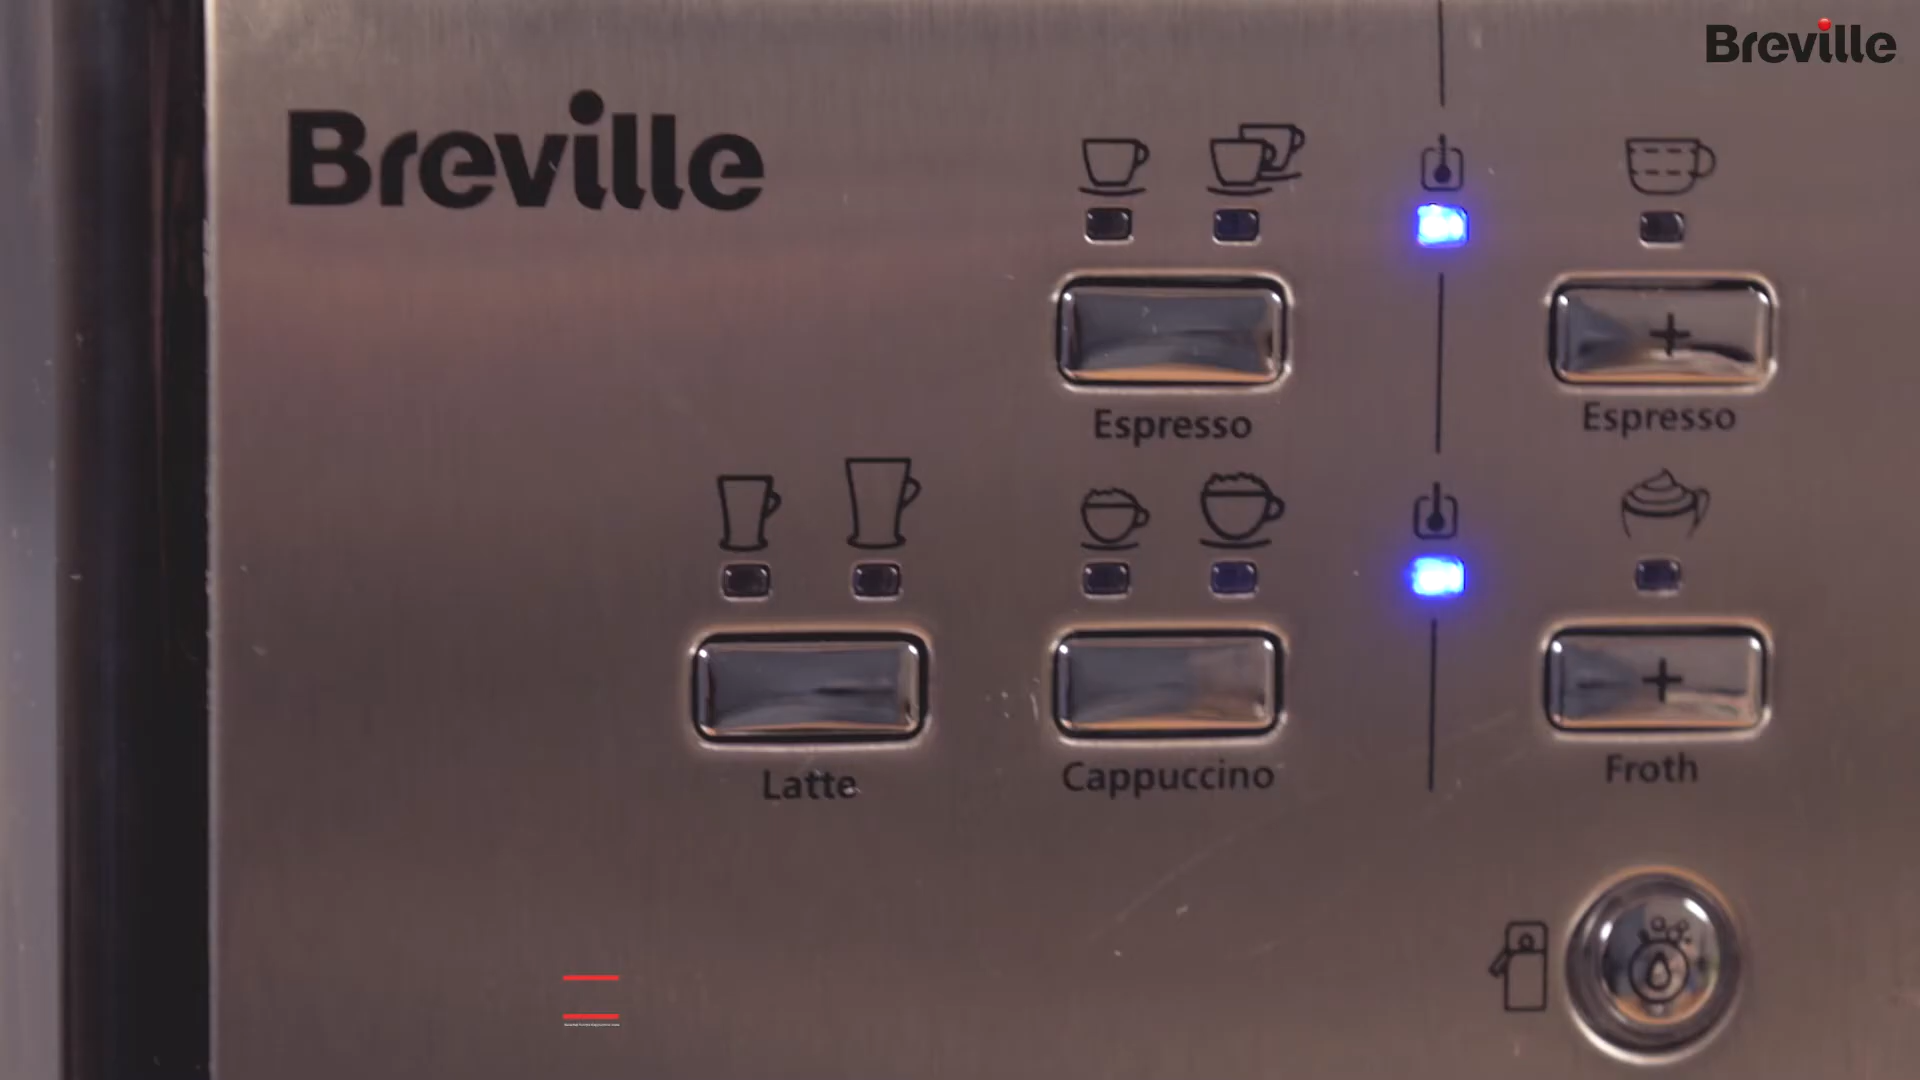 Breville
Breville
Espresso
+
Espresso
Latte
Cappuccino
+
Froth